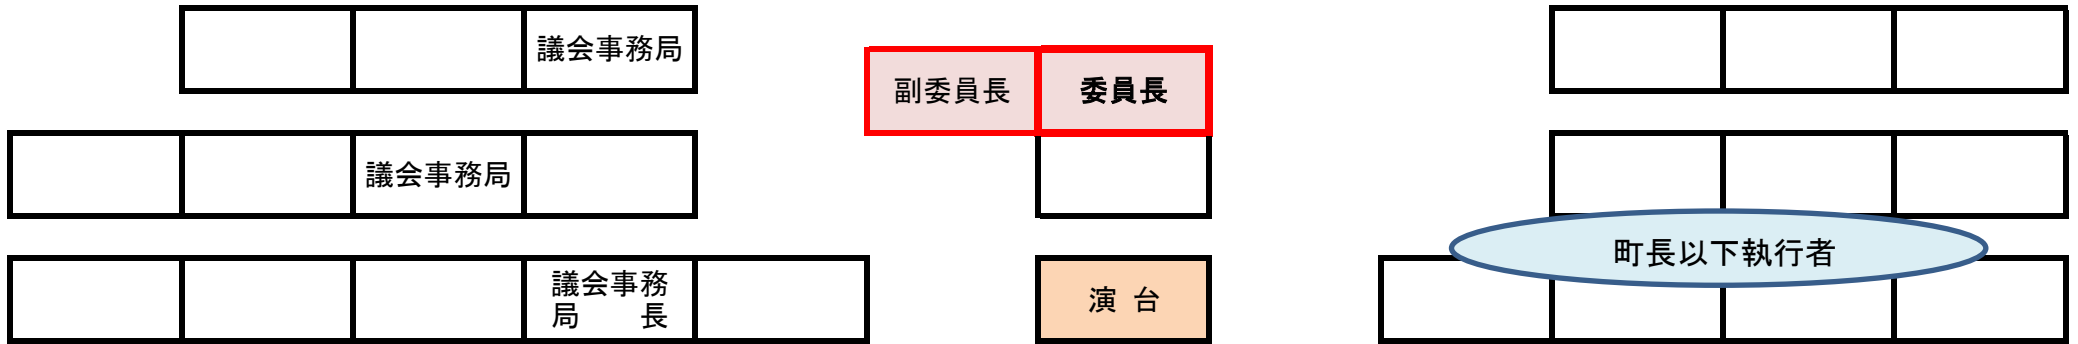 議会事務局
副委員長
委員長
議会事務局
町長以下執行者
議会事務
局 長
演 台